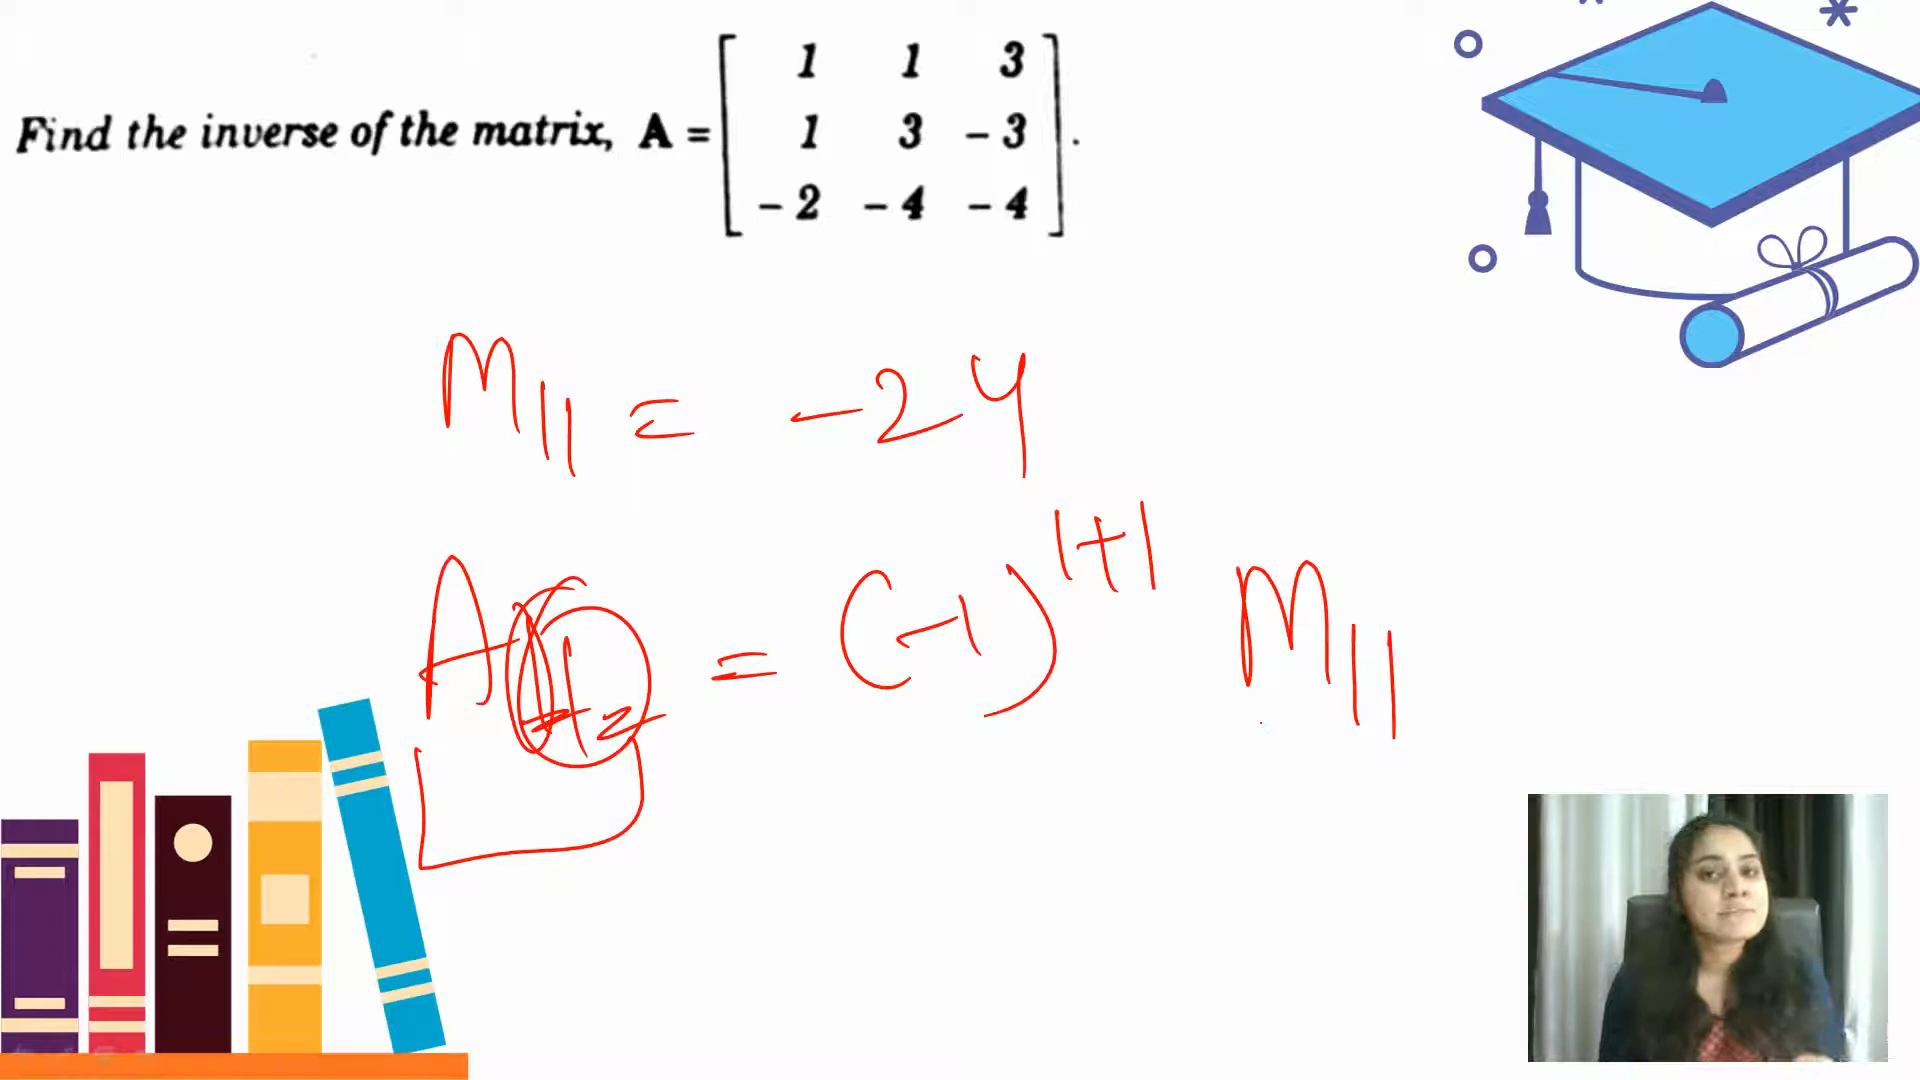 Find the inverse of the matrix, A = [ 1 1 3
1 3 - 3
- 2 - 4 - 4 ].
M11 = -24
A11 = (-1)^1+1 M11